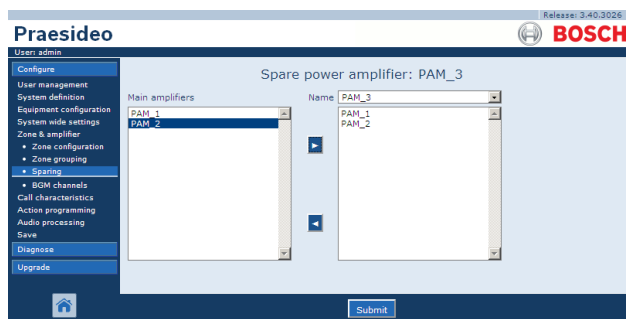 Release: 3.40.3026
Praesideo
BOSCH
User: admin
Configure
User management
System definition
Equipment configuration
System wide settings
Zone & amplifier
• Zone configuration
• Zone grouping
• Sparing
• BGM channels
Call characteristics
Action programming
Audio processing
Save
Diagnose
Upgrade
Spare power amplifier: PAM_3
Main amplifiers
Name PAM_3
PAM_1
PAM_2
PAM_1
PAM_2
Submit